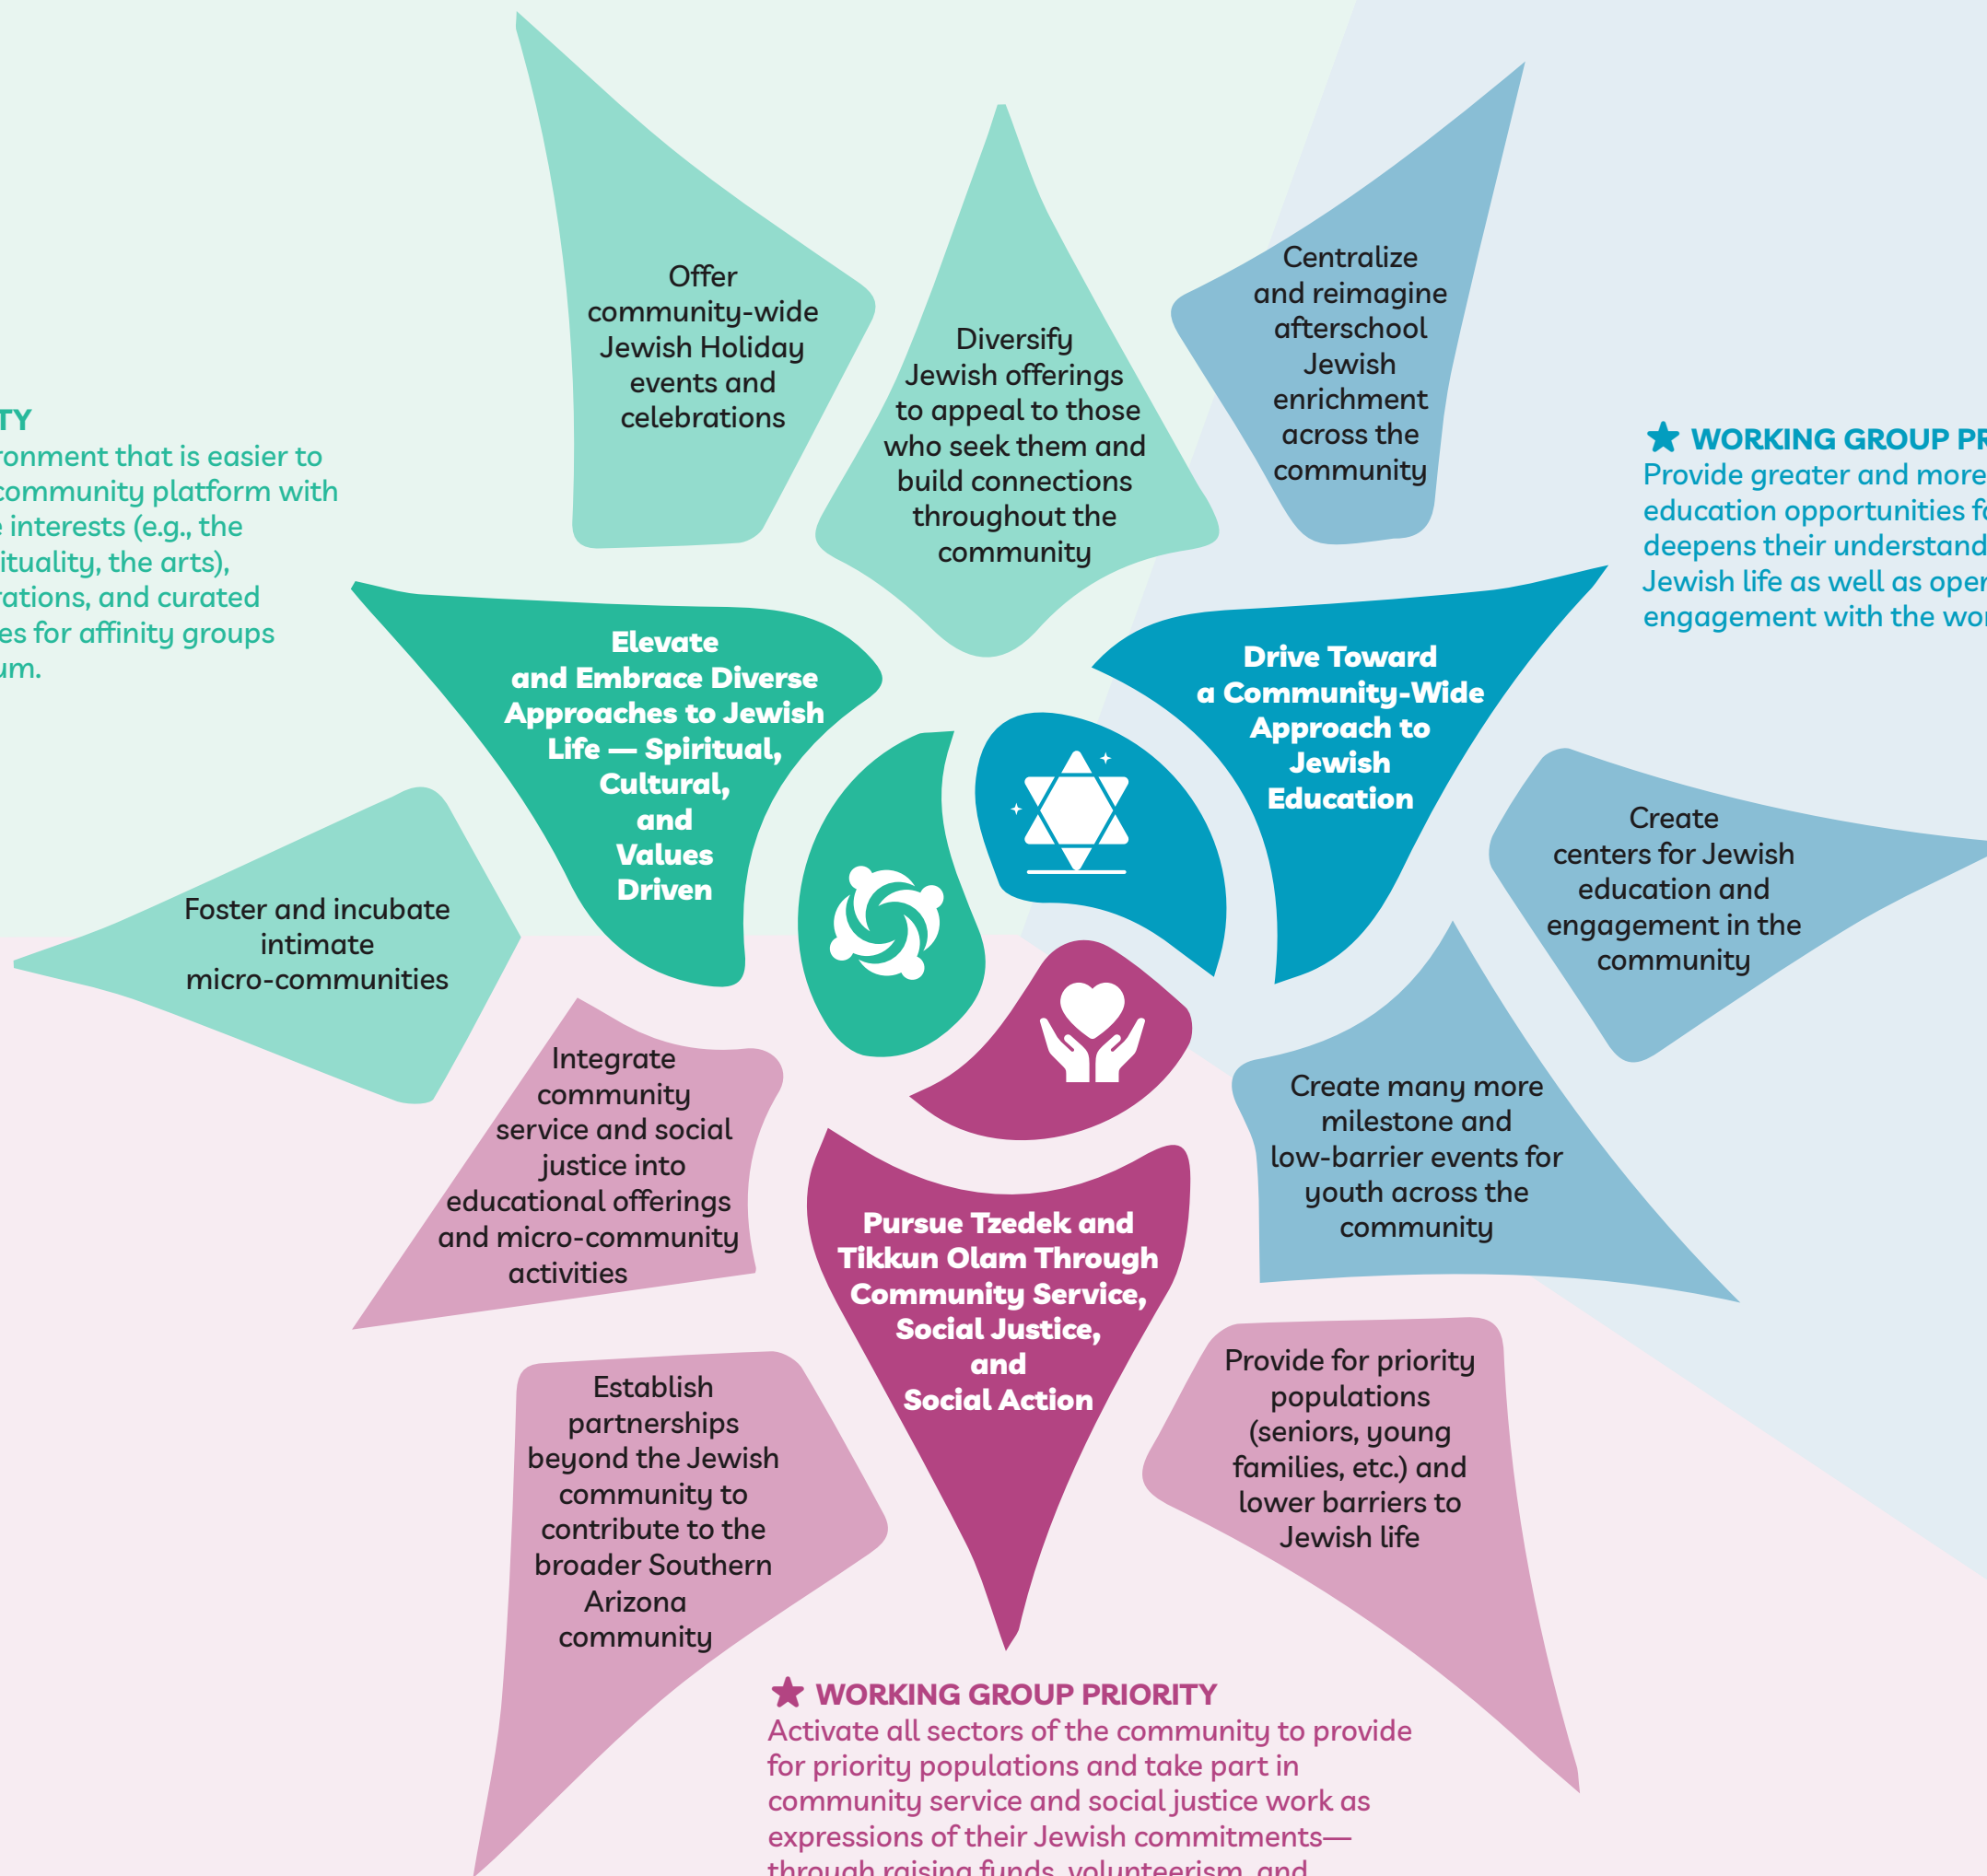 Offer
community-wide
Jewish Holiday
events and
celebrations
Diversify
Jewish offerings
to appeal to those
who seek them and
build connections
throughout the
community
Centralize
and reimagine
afterschool
Jewish
enrichment
across the
community
TY
ronment that is easier to
community platform with
e interests (e.g., the
ituality, the arts),
rations, and curated
es for affinity groups
um.
WORKING GROUP PR
Provide greater and more
education opportunities fo
deepens their understand
Jewish life as well as oper
engagement with the wor
Elevate
and Embrace Diverse
Approaches to Jewish
Life — Spiritual,
Cultural,
and
Values
Driven
Drive Toward
a Community-Wide
Approach to
Jewish
Education
Foster and incubate
intimate
micro-communities
Create
centers for Jewish
education and
engagement in the
community
Integrate
community
service and social
justice into
educational offerings
and micro-community
activities
Create many more
milestone and
low-barrier events for
youth across the
community
Pursue Tzedek and
Tikkun Olam Through
Community Service,
Social Justice,
and
Social Action
Establish
partnerships
beyond the Jewish
community to
contribute to the
broader Southern
Arizona
community
Provide for priority
populations
(seniors, young
families, etc.) and
lower barriers to
Jewish life
WORKING GROUP PRIORITY
Activate all sectors of the community to provide
for priority populations and take part in
community service and social justice work as
expressions of their Jewish commitments—
through raising funds, volunteerism, and